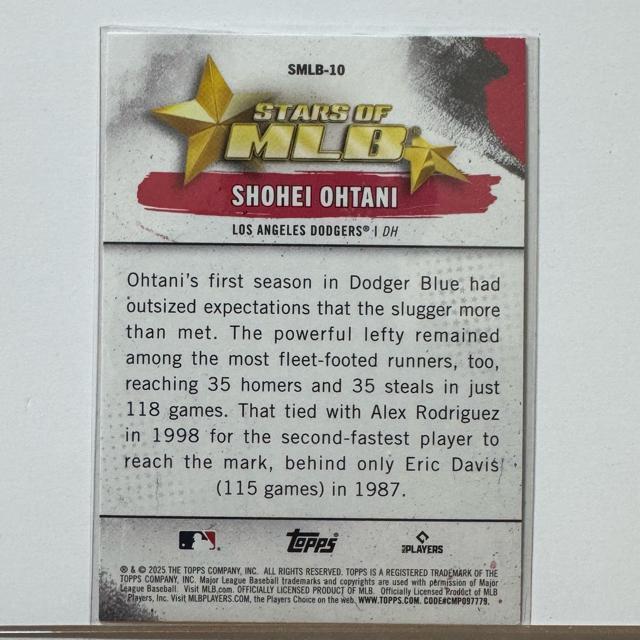 SMLB-10
STARS OF
MLB®
SHOHEI OHTANI
LOS ANGELES DODGERS® | DH
Ohtani's first season in Dodger Blue had
outsized expectations that the slugger more
than met. The powerful lefty remained
among the most fleet-footed runners, too,
reaching 35 homers and 35 steals in just
118 games. That tied with Alex Rodriguez
in 1998 for the second-fastest player to
reach the mark, behind only Eric Davis
(115 games) in 1987.
Topps
PLAYERS
® & © 2025 THE TOPPS COMPANY, INC. ALL RIGHTS RESERVED. TOPPS IS A REGISTERED TRADEMARK OF THE
TOPPS COMPANY, INC. Major League Baseball trademarks and copyrights are used with permission of Major
League Baseball. Visit MLB.com. OFFICIALLY LICENSED PRODUCT OF MLB. Officially Licensed Product of MLB
Players, Inc. Visit MLBPLAYERS.COM, the Players Choice on the web. WWW.TOPPS.COM. CODE#CMP097779.